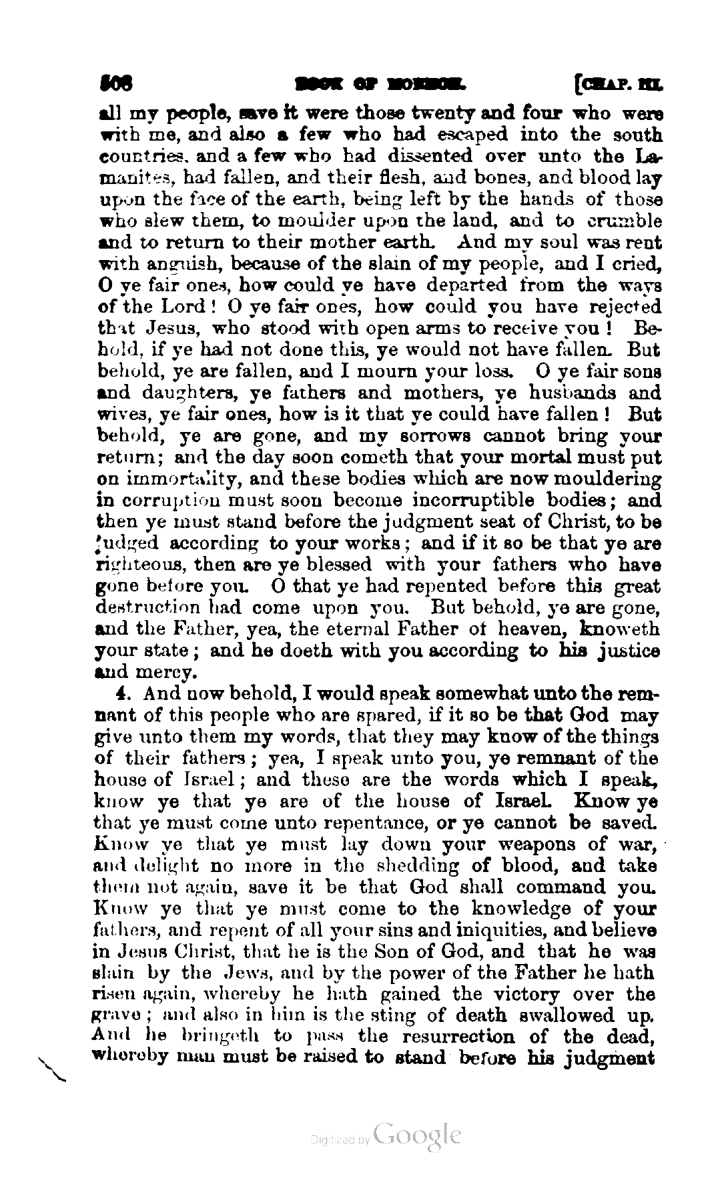 506 BOOK OF MORMON. [CHAP. III.
all my people, save it were those twenty and four who were
with me, and also a few who had escaped into the south
countries, and a few who had dissented over unto the La-
manites, had fallen, and their flesh, and bones, and blood lay
upon the face of the earth, being left by the hands of those
who slew them, to moulder upon the land, and to crumble
and to return to their mother earth. And my soul was rent
with anguish, because of the slain of my people, and I cried,
O ye fair ones, how could ye have departed from the ways
of the Lord! O ye fair ones, how could you have rejected
that Jesus, who stood with open arms to receive you! Be-
hold, if ye had not done this, ye would not have fallen. But
behold, ye are fallen, and I mourn your loss. O ye fair sons
and daughters, ye fathers and mothers, ye husbands and
wives, ye fair ones, how is it that ye could have fallen! But
behold, ye are gone, and my sorrows cannot bring your
return; and the day soon cometh that your mortal must put
on immortality, and these bodies which are now mouldering
in corruption must soon become incorruptible bodies; and
then ye must stand before the judgment seat of Christ, to be
judged according to your works; and if it so be that ye are
righteous, then are ye blessed with your fathers who have
gone before you. O that ye had repented before this great
destruction had come upon you. But behold, ye are gone,
and the Father, yea, the eternal Father of heaven, knoweth
your state; and he doeth with you according to his justice
and mercy.
4. And now behold, I would speak somewhat unto the rem-
nant of this people who are spared, if it so be that God may
give unto them my words, that they may know of the things
of their fathers; yea, I speak unto you, ye remnant of the
house of Israel; and these are the words which I speak,
know ye that ye are of the house of Israel. Know ye
that ye must come unto repentance, or ye cannot be saved.
Know ye that ye must lay down your weapons of war,
and delight no more in the shedding of blood, and take
them not again, save it be that God shall command you.
Know ye that ye must come to the knowledge of your
fathers, and repent of all your sins and iniquities, and believe
in Jesus Christ, that he is the Son of God, and that he was
slain by the Jews, and by the power of the Father he hath
risen again, whereby he hath gained the victory over the
grave; and also in him is the sting of death swallowed up.
And he bringeth to pass the resurrection of the dead,
whereby man must be raised to stand before his judgment
Digitized by Google